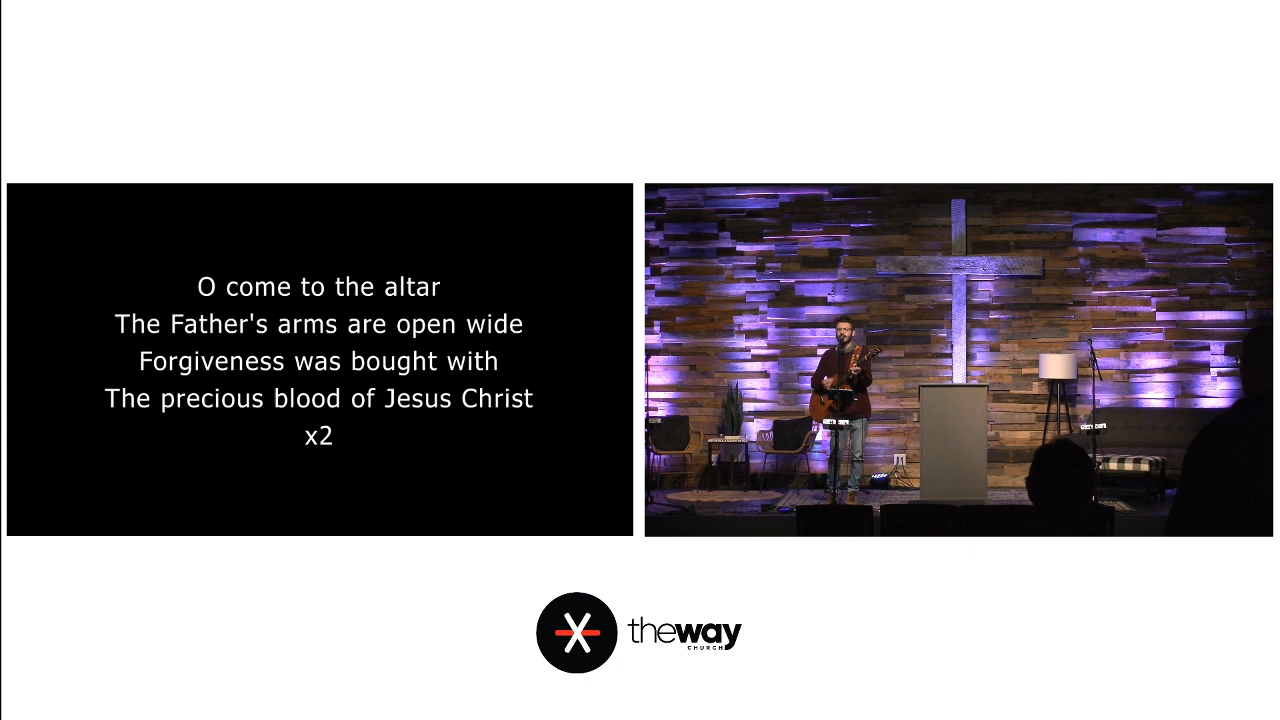 O come to the altar
The Father's arms are open wide
Forgiveness was bought with
The precious blood of Jesus Christ
x2
theway
CHURCH